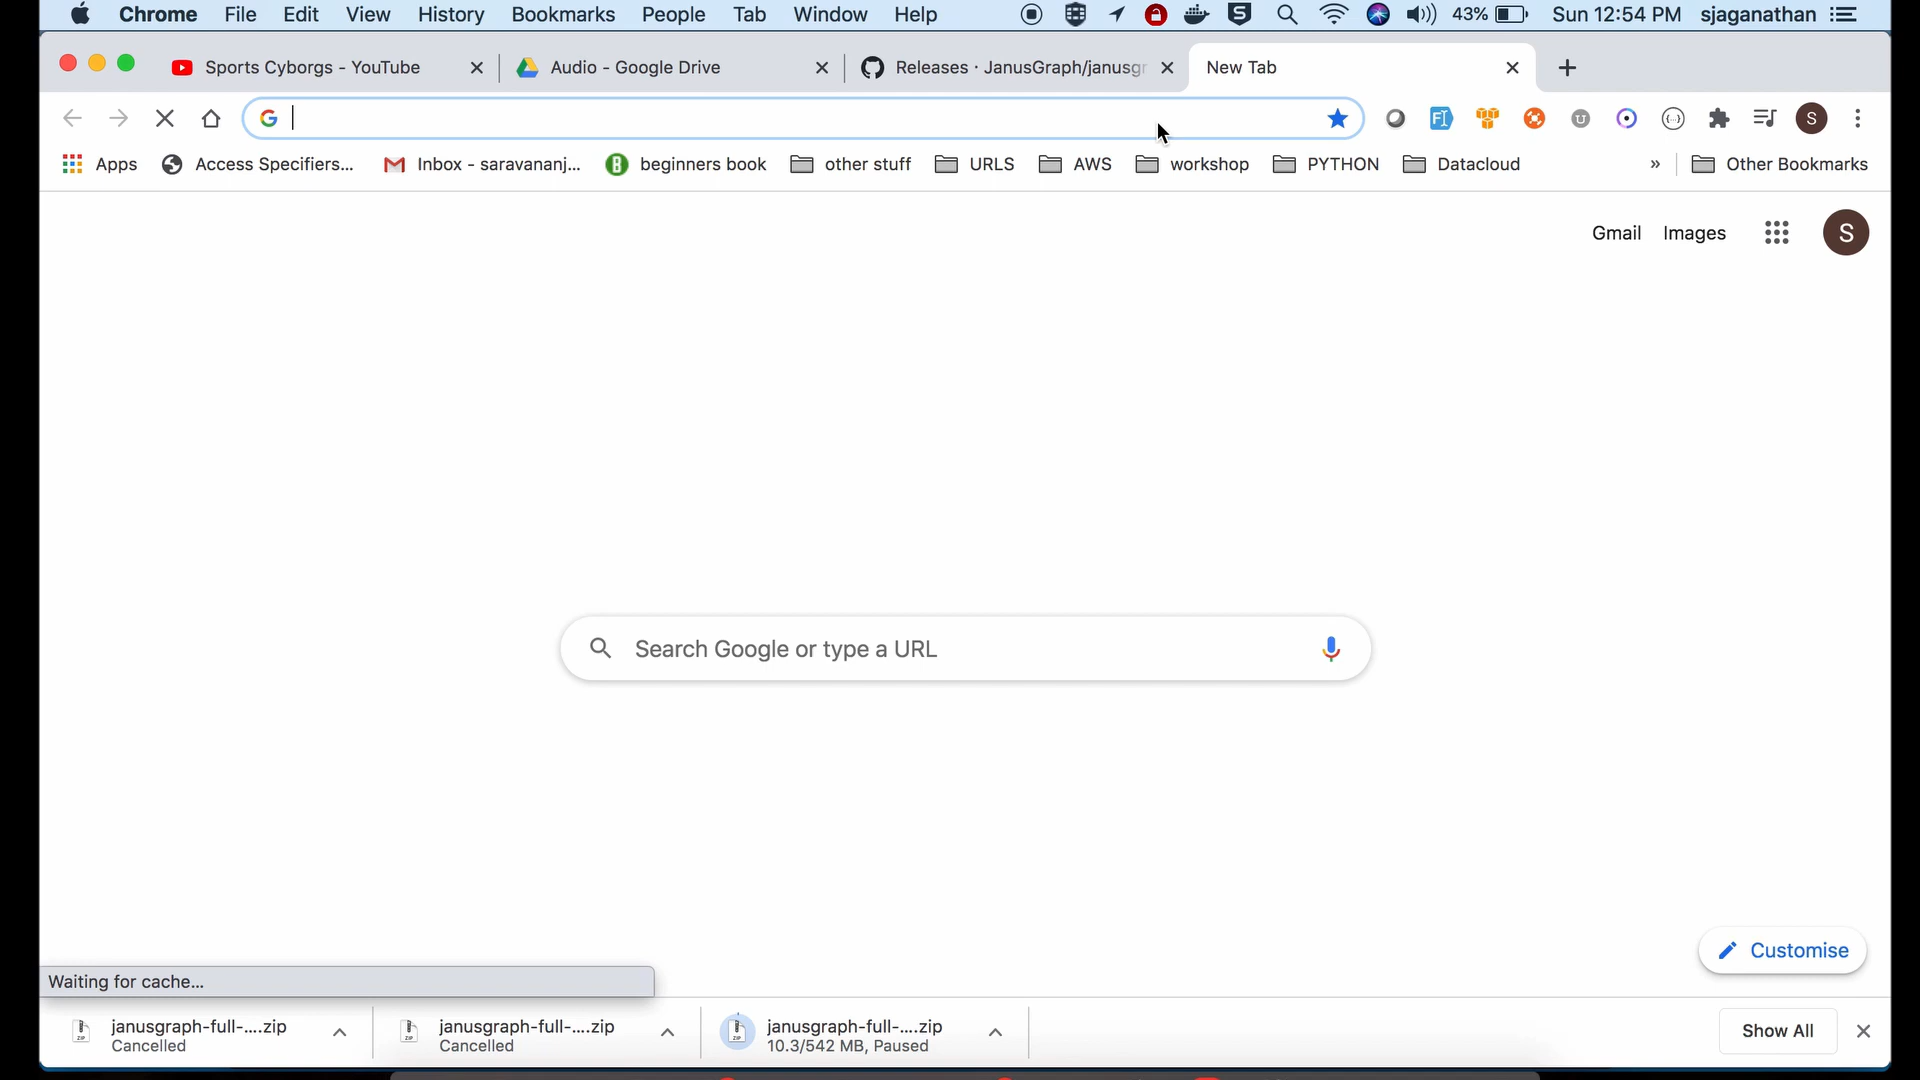 Chrome File Edit View History Bookmarks People Tab Window Help 43% Sun 12:54 PM sjaganathan
Sports Cyborgs - YouTube Audio - Google Drive Releases · JanusGraph/janusgr New Tab
Apps Access Specifiers... Inbox - saravananj... beginners book other stuff URLS AWS workshop PYTHON Datacloud » Other Bookmarks
Gmail Images S
Search Google or type a URL
Customise
Waiting for cache...
janusgraph-full-....zip janusgraph-full-....zip janusgraph-full-....zip Show All
Cancelled Cancelled 10.3/542 MB, Paused